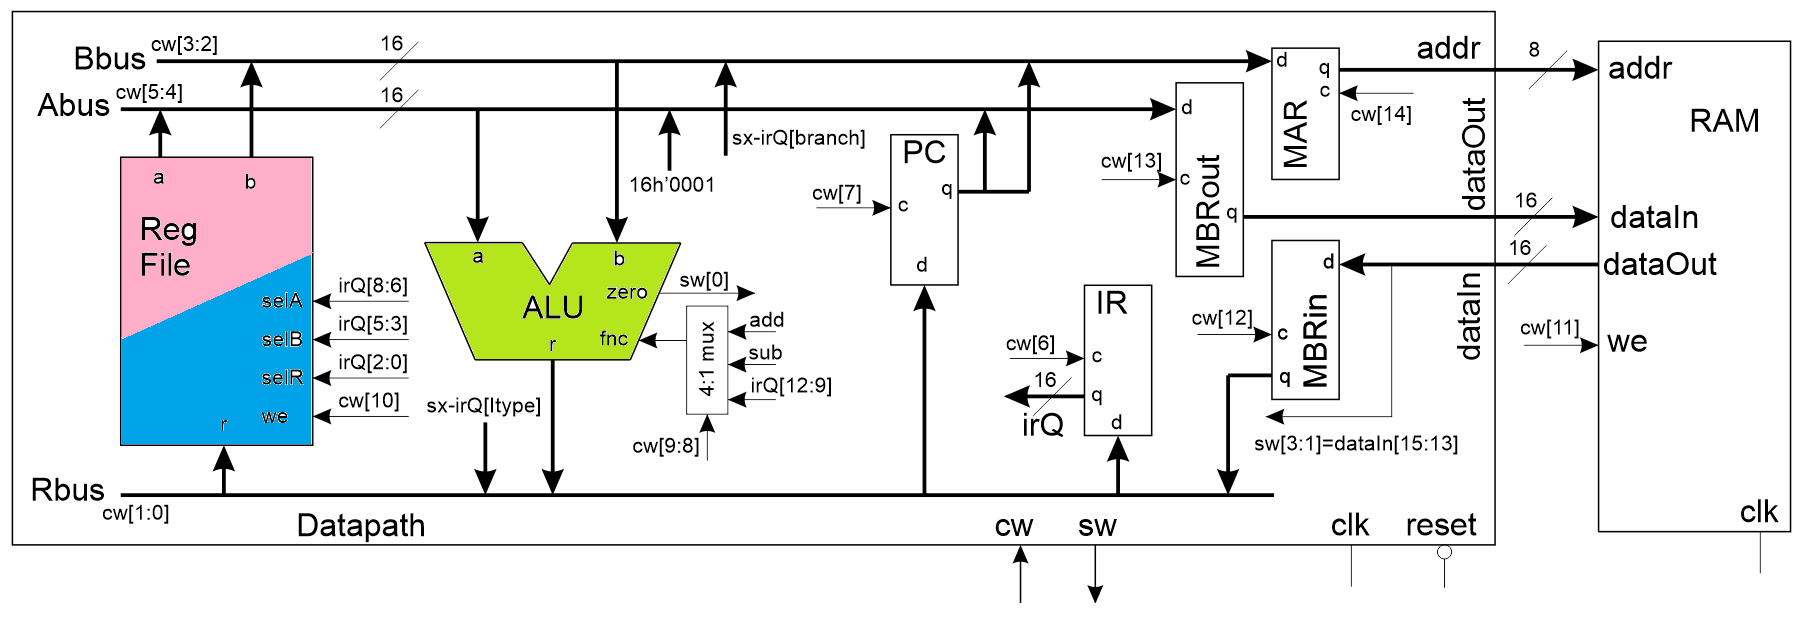 Bbus cw[3:2] 16
Abus cw[5:4] 16
a b
Reg
File
selA irQ[8:6]
selB irQ[5:3]
selR irQ[2:0]
we cw[10]
r
a b
zero sw[0]
ALU
fnc
r
4:1 mux
add
sub
irQ[12:9]
cw[9:8]
sx-irQ[Itype]
16h'0001
sx-irQ[branch]
PC
cw[7] c q
d
IR
cw[6] c
16 q
irQ
d
d
cw[13] c
MBRout
q
d q
c
MAR
cw[14]
d
cw[12] c
MBRin
q
sw[3:1]=dataIn[15:13]
addr 8 addr
RAM
dataOut 16 dataIn
dataIn 16 dataOut
cw[11] we
clk
Rbus
cw[1:0]
Datapath cw sw clk reset